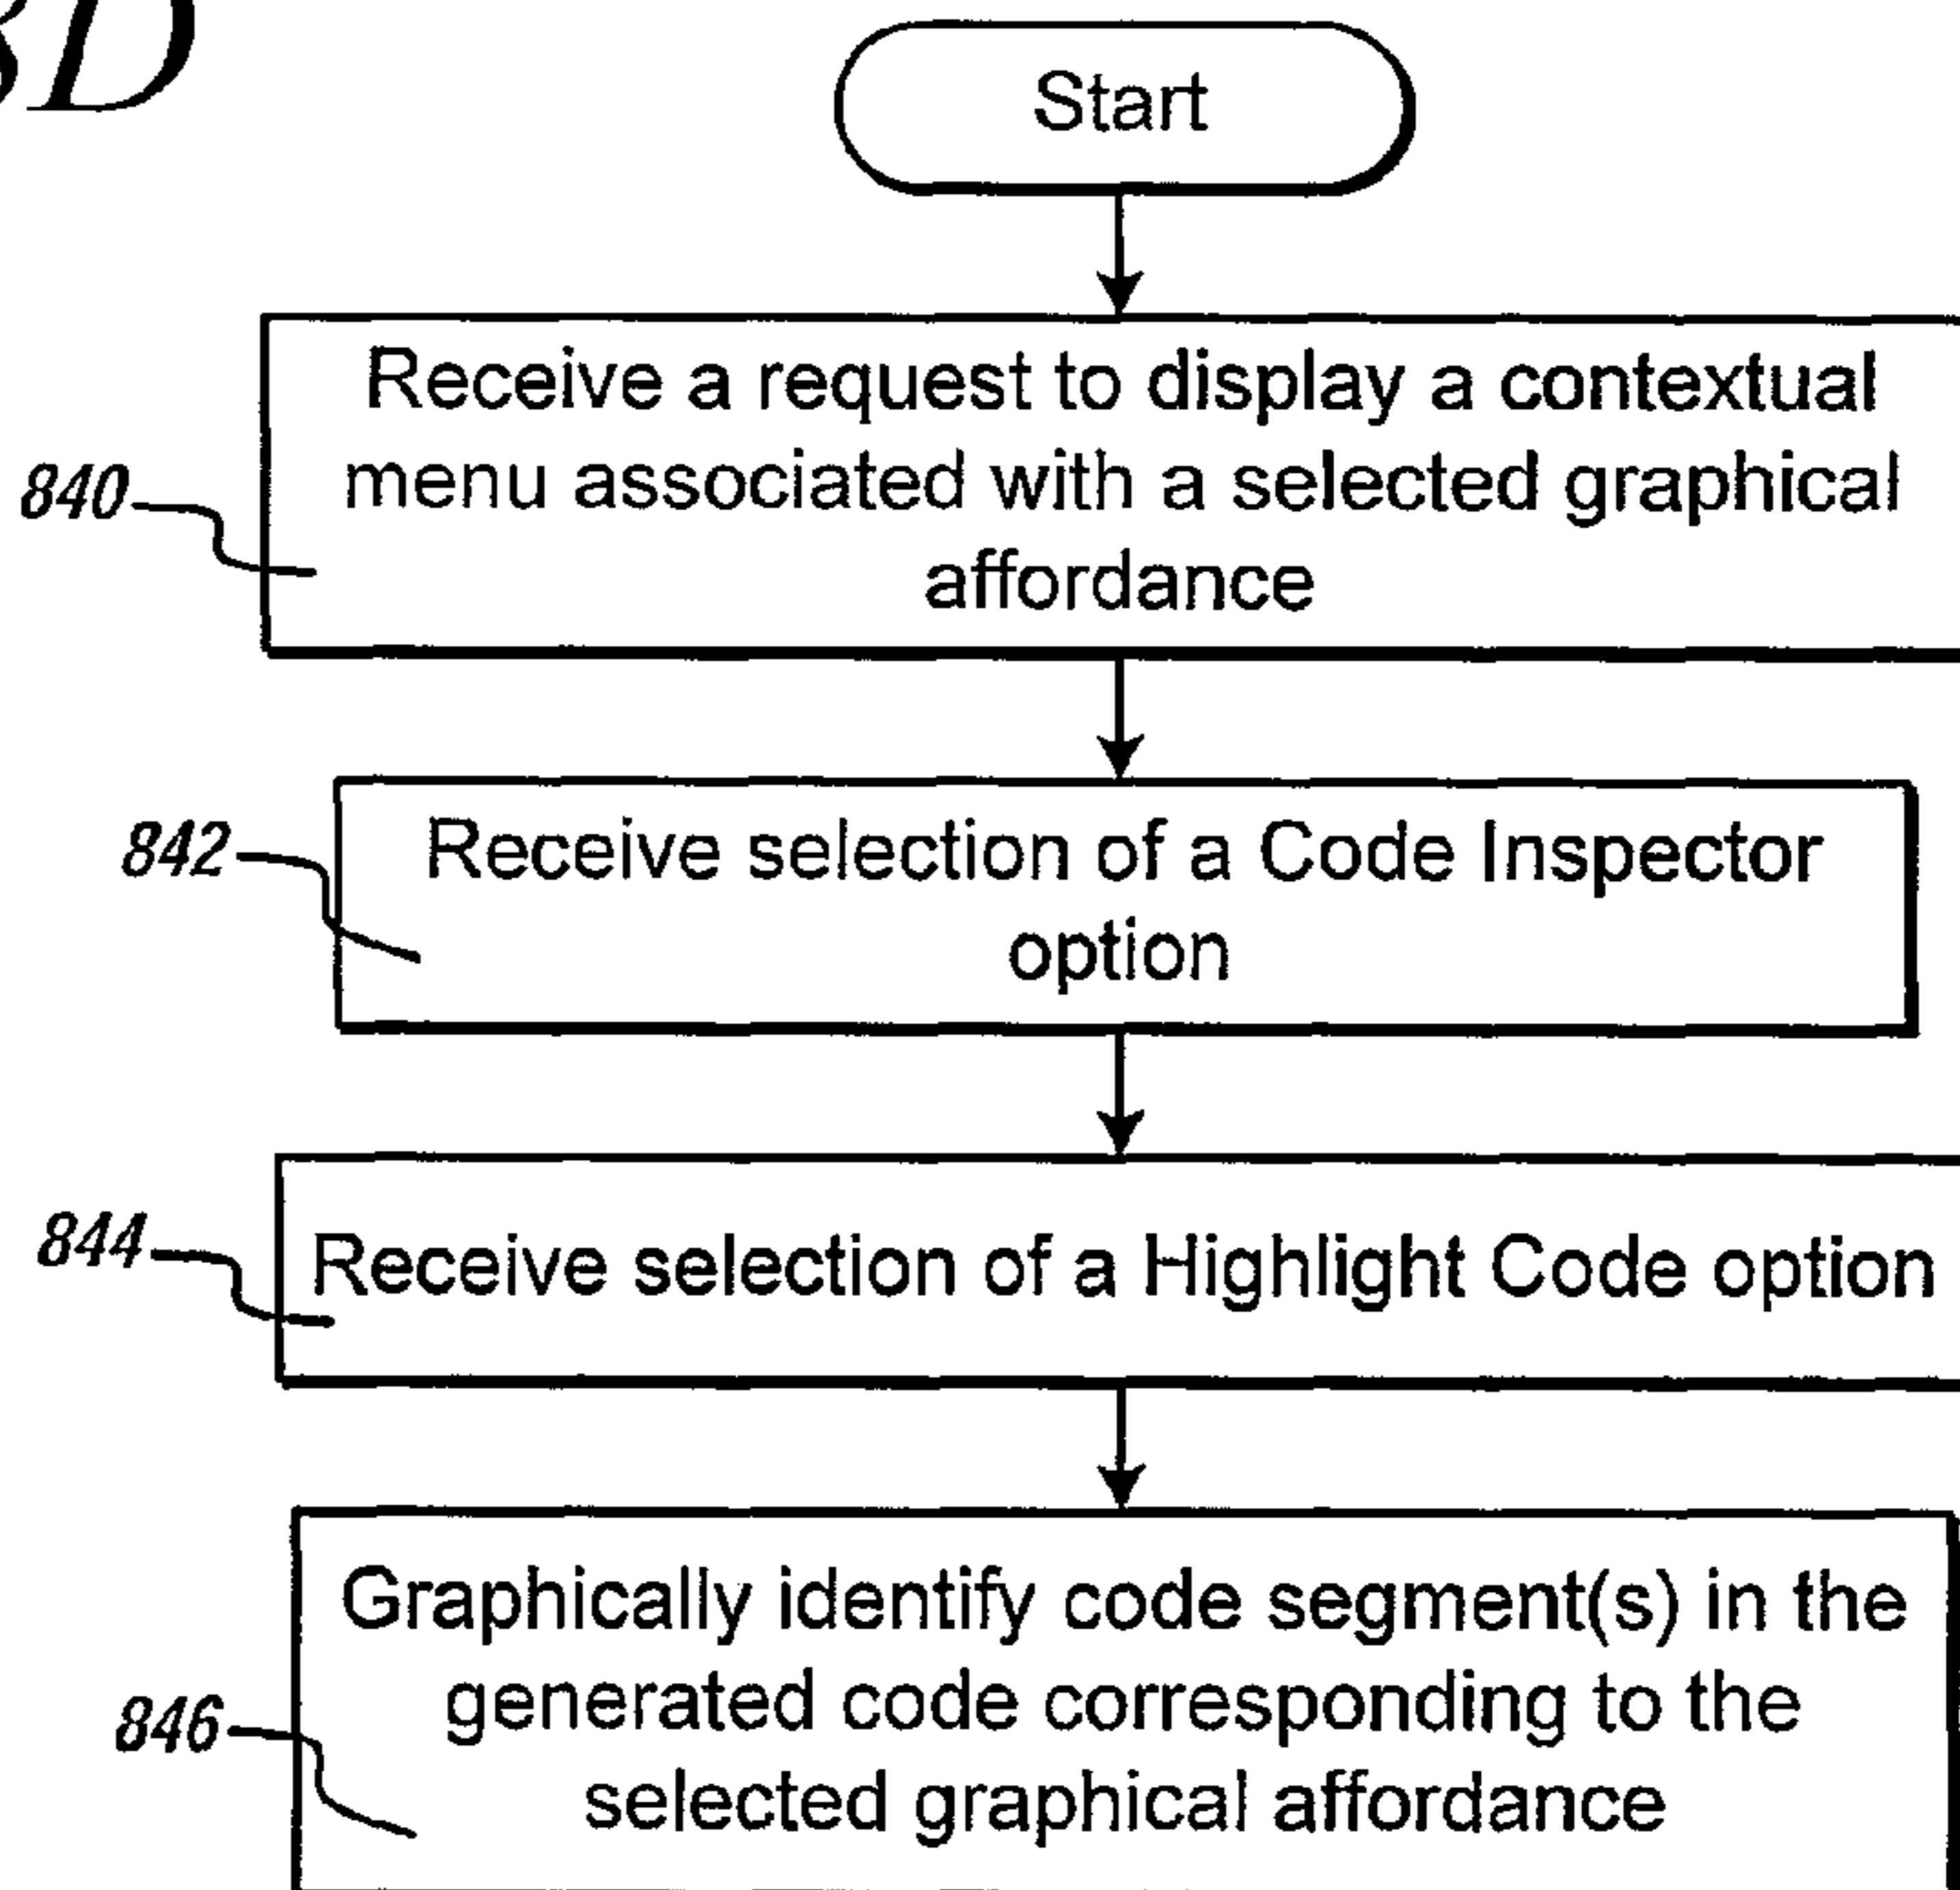 8D
Start
Receive a request to display a contextual
menu associated with a selected graphical
affordance
840
Receive selection of a Code Inspector
option
842
Receive selection of a Highlight Code option
844
Graphically identify code segment(s) in the
generated code corresponding to the
selected graphical affordance
846